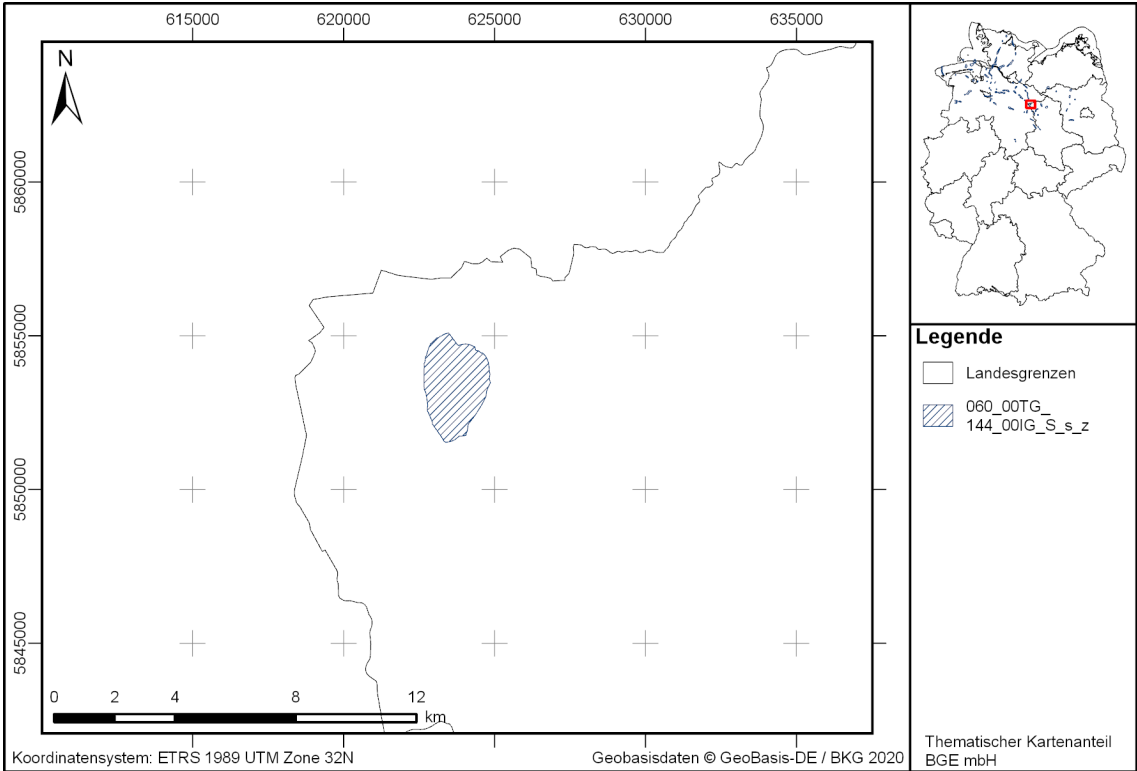 615000 620000 625000 630000 635000
N
5860000
5855000
5850000
5845000
0 2 4 8 12
km
Koordinatensystem: ETRS 1989 UTM Zone 32N
Geobasisdaten © GeoBasis-DE / BKG 2020
Legende
Landesgrenzen
060_00TG_
144_00IG_S_s_z
Thematischer Kartenanteil
BGE mbH